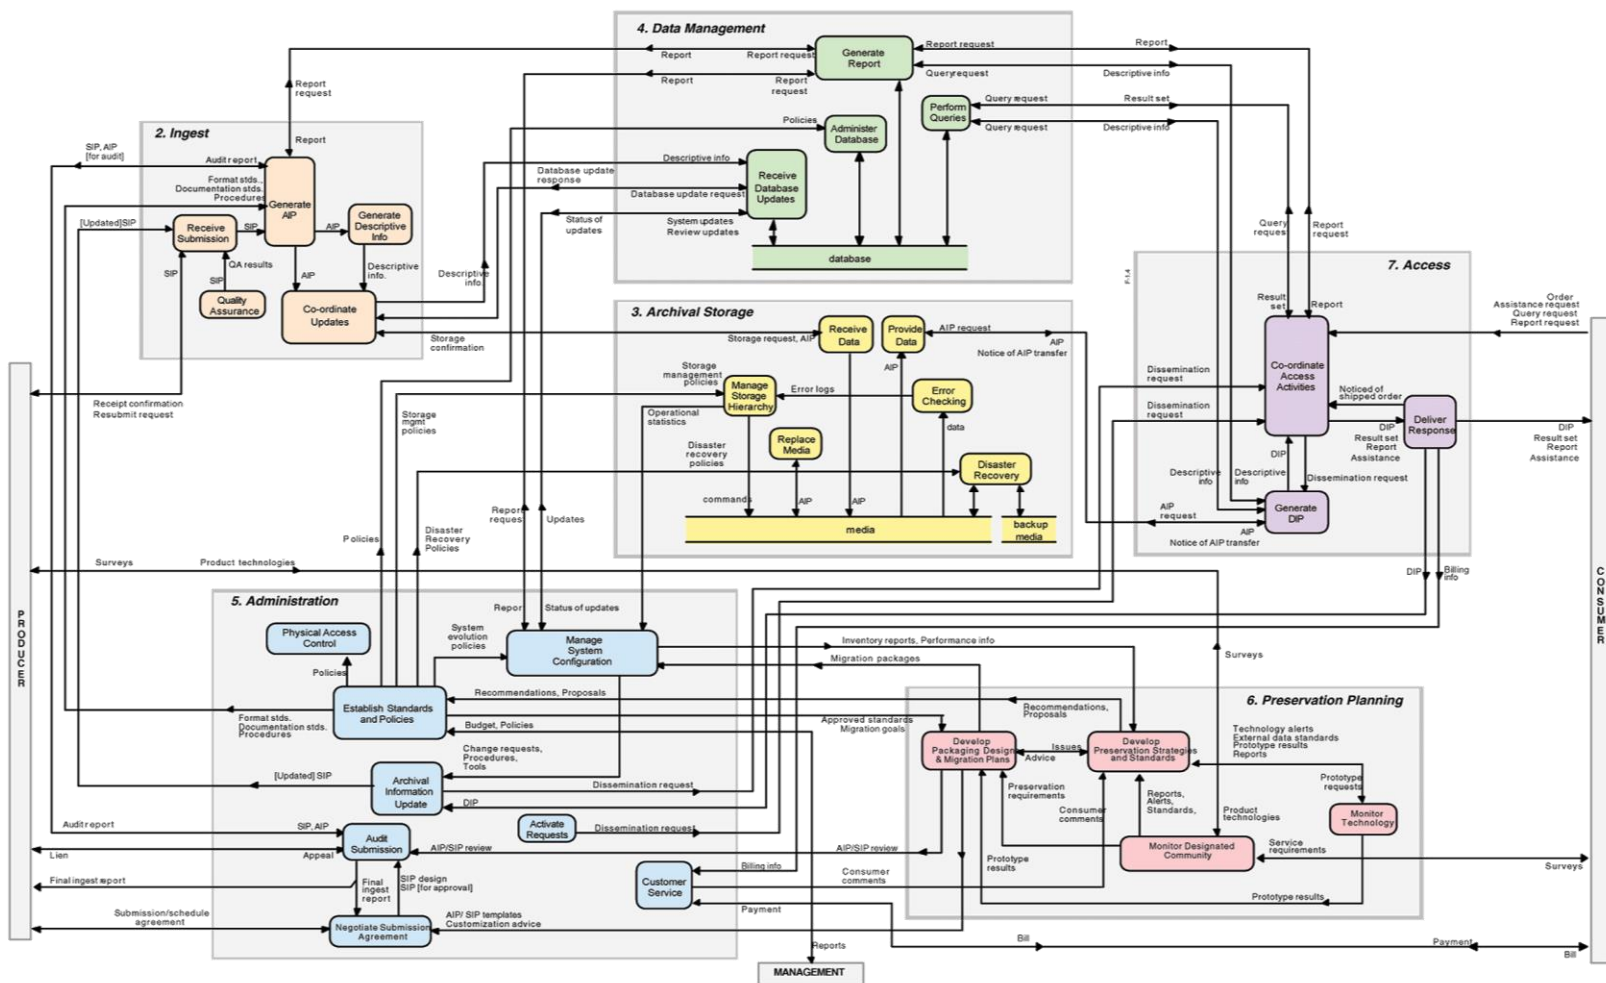 4. Data Management
Generate
Report
Report
Report request
Report request
Report
Report
Report
request
Queryrequest
Descriptive info
Report
request
Perform
Queries
Query request
Result set
Query request
Descriptive info
Policies
Administer
Database
Descriptive info
Database update
response
Database update request
Receive
Database
Updates
Status of
updates
System updates
Review updates
database
2. Ingest
Report
SIP, AIP
[for audit]
Audit report
Format stds.,
Documentation stds.
Procedures
Generate
AIP
[Updated]SIP
Receive
Submission
SIP
AIP
Generate
Descriptive
Info
QA results
SIP
SIP
AIP
Descriptive
info.
Quality
Assurance
Co-ordinate
Updates
Descriptive
info.
Storage
confirmation
Receipt confirmation
Resubmit request
3. Archival Storage
Storage request, AIP
Receive
Data
Provide
Data
AIP request
AIP
Notice of AIP transfer
AIP
Storage
management
policies
Manage
Storage
Hierarchy
Error logs
Error
Checking
Storage
mgmt
policies
Operational
statistics
Replace
Media
data
Disaster
recovery
policies
Disaster
Recovery
commands
AIP
AIP
media
backup
media
7. Access
F-1.4
Query
request
Report
request
Result
set
Report
Order
Assistance request
Query request
Report request
Co-ordinate
Access
Activities
Dissemination
request
Dissemination
request
Noticed of
shipped order
Deliver
Response
DIP
Result set
Report
Assistance
DIP
Result set
Report
Assistance
DIP
Descriptive
info
Descriptive
info
Dissemination request
Generate
DIP
AIP
request
AIP
Notice of AIP transfer
DIP
Billing
info
PRODUCER
CONSUMER
Policies
Disaster
Recovery
Policies
Report
request
Updates
Surveys
Product technologies
5. Administration
Report
Status of updates
Physical Access
Control
System
evolution
policies
Manage
System
Configuration
Inventory reports, Performance info
Migration packages
Surveys
Policies
Establish Standards
and Policies
Recommendations, Proposals
Budget, Policies
Format stds.
Documentation stds.
Procedures
Change requests,
Procedures,
Tools
[Updated] SIP
Archival
Information
Update
Dissemination request
DIP
Activate
Requests
Dissemination request
Audit report
SIP, AIP
Audit
Submission
Lien
Appeal
AIP/SIP review
AIP/SIP review
Final ingest report
Final
ingest
report
SIP design
SIP [for approval]
Customer
Service
Billing info
Consumer
comments
Payment
Submission/schedule
agreement
Negotiate Submission
Agreement
AIP/ SIP templates
Customization advice
Reports
MANAGEMENT
Bill
Payment
Bill
6. Preservation Planning
Approved standards
Migration goals
Recommendations,
Proposals
Technology alerts
External data standards
Prototype results
Reports
Develop
Packaging Design
& Migration Plans
Issues
Advice
Develop
Preservation Strategies
and Standards
Prototype
requests
Preservation
requirements
Consumer
comments
Reports,
Alerts,
Standards,
Product
technologies
Monitor
Technology
Monitor Designated
Community
Service
requirements
Surveys
Prototype
results
Prototype results